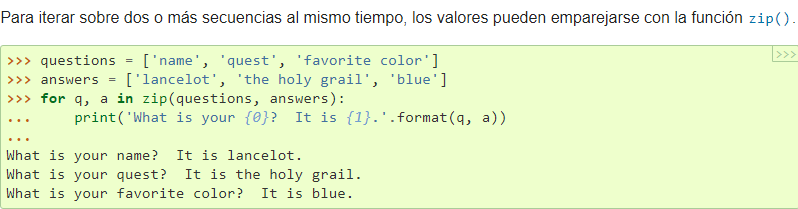 Para iterar sobre dos o más secuencias al mismo tiempo, los valores pueden emparejarse con la función zip().
>>>
>>> questions = ['name', 'quest', 'favorite color']
>>> answers = ['lancelot', 'the holy grail', 'blue']
>>> for q, a in zip(questions, answers):
...     print('What is your {0}?  It is {1}.'.format(q, a))
...
What is your name?  It is lancelot.
What is your quest?  It is the holy grail.
What is your favorite color?  It is blue.